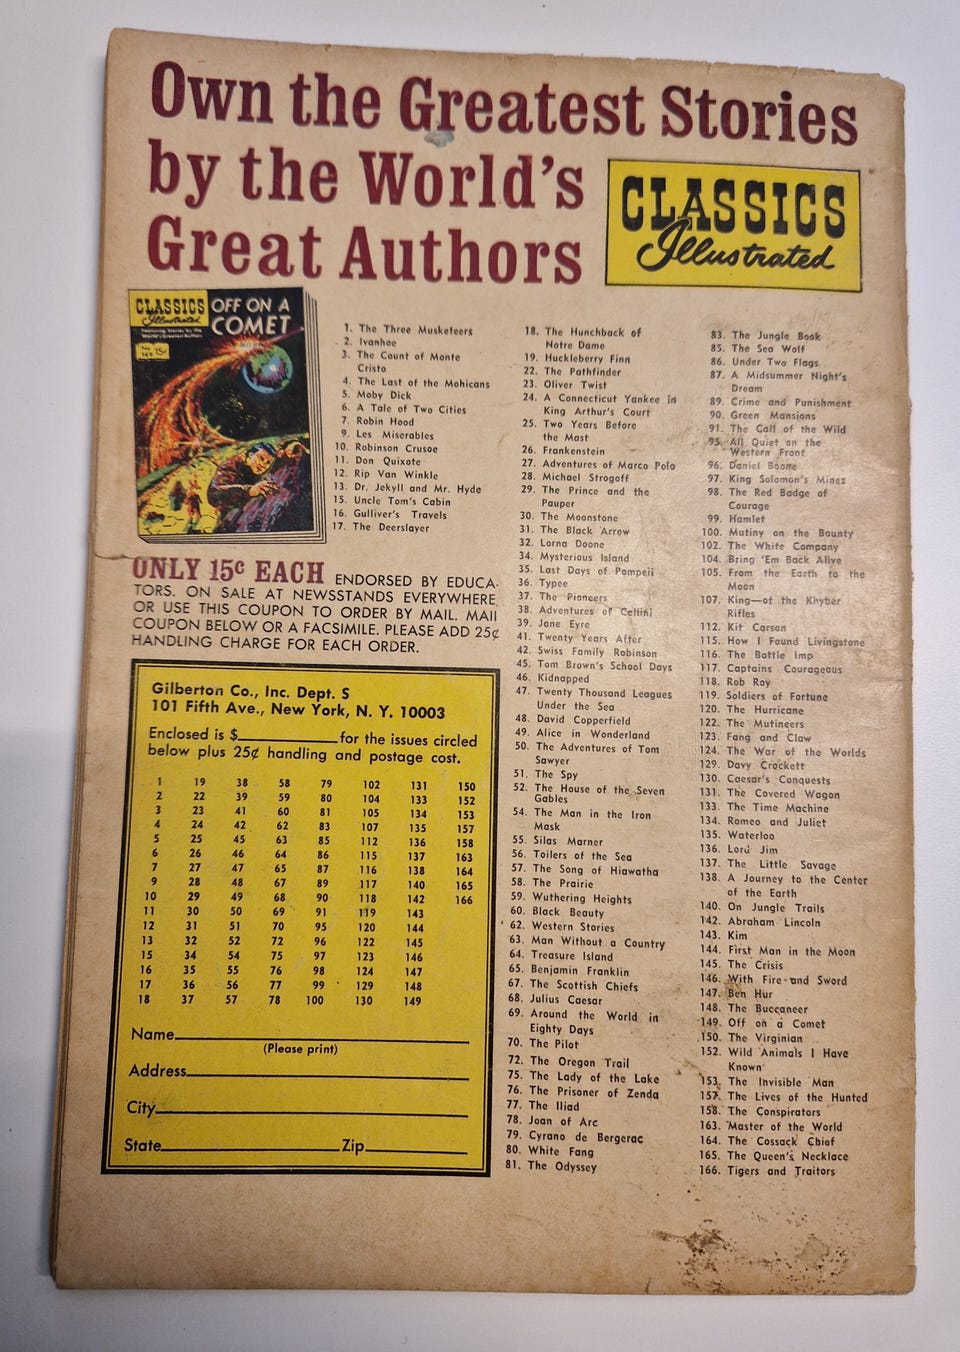 Own the Greatest Stories
by the World's
Great Authors
CLASSICS
Illustrated
CLASSICS
Illustrated
Featuring Stories by the
World's Greatest Authors
No.
149
15¢
OFF ON A
COMET
1. The Three Musketeers
2. Ivanhoe
3. The Count of Monte
Cristo
4. The Last of the Mohicans
5. Moby Dick
6. A Tale of Two Cities
7. Robin Hood
9. Les Miserables
10. Robinson Crusoe
11. Don Quixote
12. Rip Van Winkle
13. Dr. Jekyll and Mr. Hyde
15. Uncle Tom's Cabin
16. Gulliver's Travels
17. The Deerslayer
ONLY 15¢ EACH ENDORSED BY EDUCA-
TORS. ON SALE AT NEWSSTANDS EVERYWHERE
OR USE THIS COUPON TO ORDER BY MAIL. MAIL
COUPON BELOW OR A FACSIMILE. PLEASE ADD 25¢
HANDLING CHARGE FOR EACH ORDER.
Gilberton Co., Inc. Dept. S
101 Fifth Ave., New York, N. Y. 10003
Enclosed is $ for the issues circled
below plus 25¢ handling and postage cost.
1 19 38 58 79 102 131 150
2 22 39 59 80 104 133 152
3 23 41 60 81 105 134 153
4 24 42 62 83 107 135 157
5 25 45 63 85 112 136 158
6 26 46 64 86 115 137 163
7 27 47 65 87 116 138 164
9 28 48 67 89 117 140 165
10 29 49 68 90 118 142 166
11 30 50 69 91 119 143
12 31 51 70 95 120 144
13 32 52 72 96 122 145
15 34 54 75 97 123 146
16 35 55 76 98 124 147
17 36 56 77 99 129 148
18 37 57 78 100 130 149
Name
(Please print)
Address
City
State Zip
18. The Hunchback of
Notre Dame
19. Huckleberry Finn
22. The Pathfinder
23. Oliver Twist
24. A Connecticut Yankee in
King Arthur's Court
25. Two Years Before
the Mast
26. Frankenstein
27. Adventures of Marco Polo
28. Michael Strogoff
29. The Prince and the
Pauper
30. The Moonstone
31. The Black Arrow
32. Lorna Doone
34. Mysterious Island
35. Last Days of Pompeii
36. Typee
37. The Pioneers
38. Adventures of Cellini
39. Jane Eyre
41. Twenty Years After
42. Swiss Family Robinson
45. Tom Brown's School Days
46. Kidnapped
47. Twenty Thousand Leagues
Under the Sea
48. David Copperfield
49. Alice in Wonderland
50. The Adventures of Tom
Sawyer
51. The Spy
52. The House of the Seven
Gables
54. The Man in the Iron
Mask
55. Silas Marner
56. Toilers of the Sea
57. The Song of Hiawatha
58. The Prairie
59. Wuthering Heights
60. Black Beauty
62. Western Stories
63. Man Without a Country
64. Treasure Island
65. Benjamin Franklin
67. The Scottish Chiefs
68. Julius Caesar
69. Around the World in
Eighty Days
70. The Pilot
72. The Oregon Trail
75. The Lady of the Lake
76. The Prisoner of Zenda
77. The Iliad
78. Joan of Arc
79. Cyrano de Bergerac
80. White Fang
81. The Odyssey
83. The Jungle Book
85. The Sea Wolf
86. Under Two Flags
87. A Midsummer Night's
Dream
89. Crime and Punishment
90. Green Mansions
91. The Call of the Wild
95. All Quiet on the
Western Front
96. Daniel Boone
97. King Solomon's Mines
98. The Red Badge of
Courage
99. Hamlet
100. Mutiny on the Bounty
102. The White Company
104. Bring 'Em Back Alive
105. From the Earth to the
Moon
107. King—of the Khyber
Rifles
112. Kit Carson
115. How I Found Livingstone
116. The Bottle Imp
117. Captains Courageous
118. Rob Roy
119. Soldiers of Fortune
120. The Hurricane
122. The Mutineers
123. Fang and Claw
124. The War of the Worlds
129. Davy Crockett
130. Caesar's Conquests
131. The Covered Wagon
133. The Time Machine
134. Romeo and Juliet
135. Waterloo
136. Lord Jim
137. The Little Savage
138. A Journey to the Center
of the Earth
140. On Jungle Trails
142. Abraham Lincoln
143. Kim
144. First Man in the Moon
145. The Crisis
146. With Fire and Sword
147. Ben Hur
148. The Buccaneer
149. Off on a Comet
150. The Virginian
152. Wild Animals I Have
Known
153. The Invisible Man
157. The Lives of the Hunted
158. The Conspirators
163. Master of the World
164. The Cossack Chief
165. The Queen's Necklace
166. Tigers and Traitors